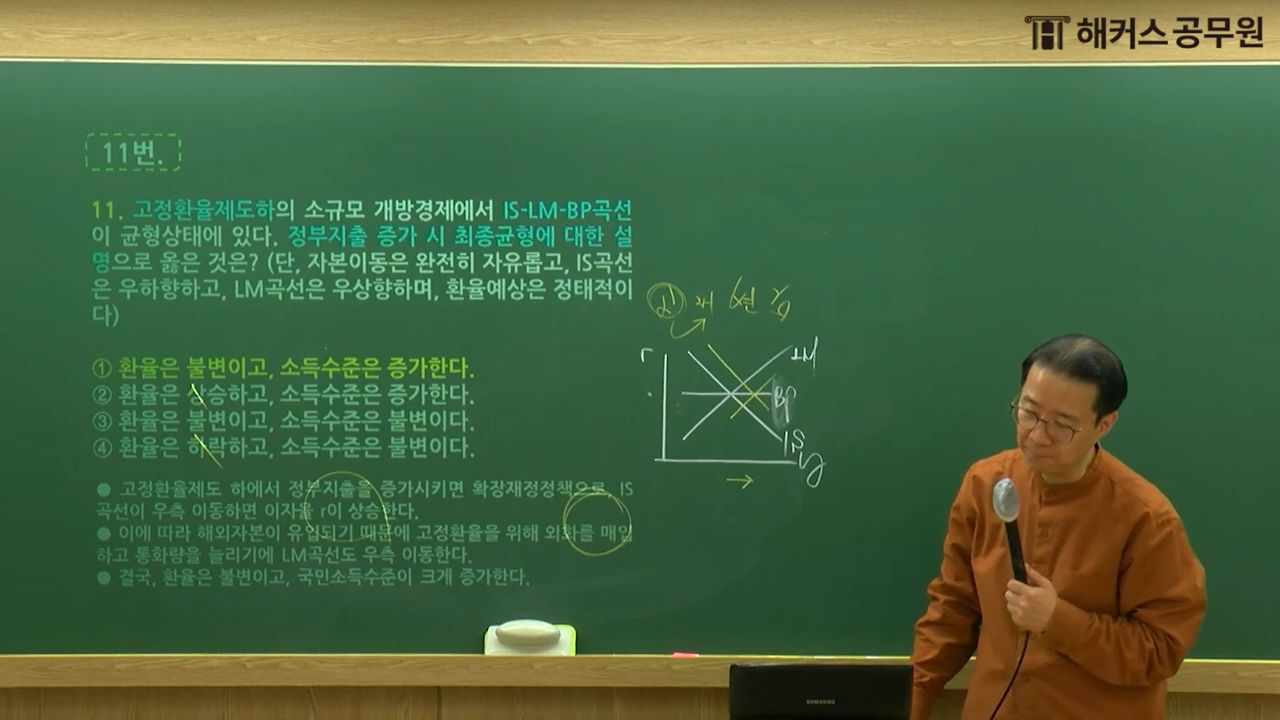 해커스공무원
11번.
11. 고정환율제도하의 소규모 개방경제에서 IS-LM-BP곡선
이 균형상태에 있다. 정부지출 증가 시 최종균형에 대한 설
명으로 옳은 것은? (단, 자본이동은 완전히 자유롭고, IS곡선
은 우하향하고, LM곡선은 우상향하며, 환율예상은 정태적이
다)
① 환율은 불변이고, 소득수준은 증가한다.
② 환율은 상승하고, 소득수준은 증가한다.
③ 환율은 불변이고, 소득수준은 불변이다.
④ 환율은 하락하고, 소득수준은 불변이다.
● 고정환율제도 하에서 정부지출을 증가시키면 확장재정정책으로, IS
곡선이 우측 이동하면 이자율 r이 상승한다.
● 이에 따라 해외자본이 유입되기 때문에 고정환율을 위해 외화를 매입
하고 통화량을 늘리기에 LM곡선도 우측 이동한다.
● 결국, 환율은 불변이고, 국민소득수준이 크게 증가한다.
r
LM
BP
IS
y
SAMSUNG